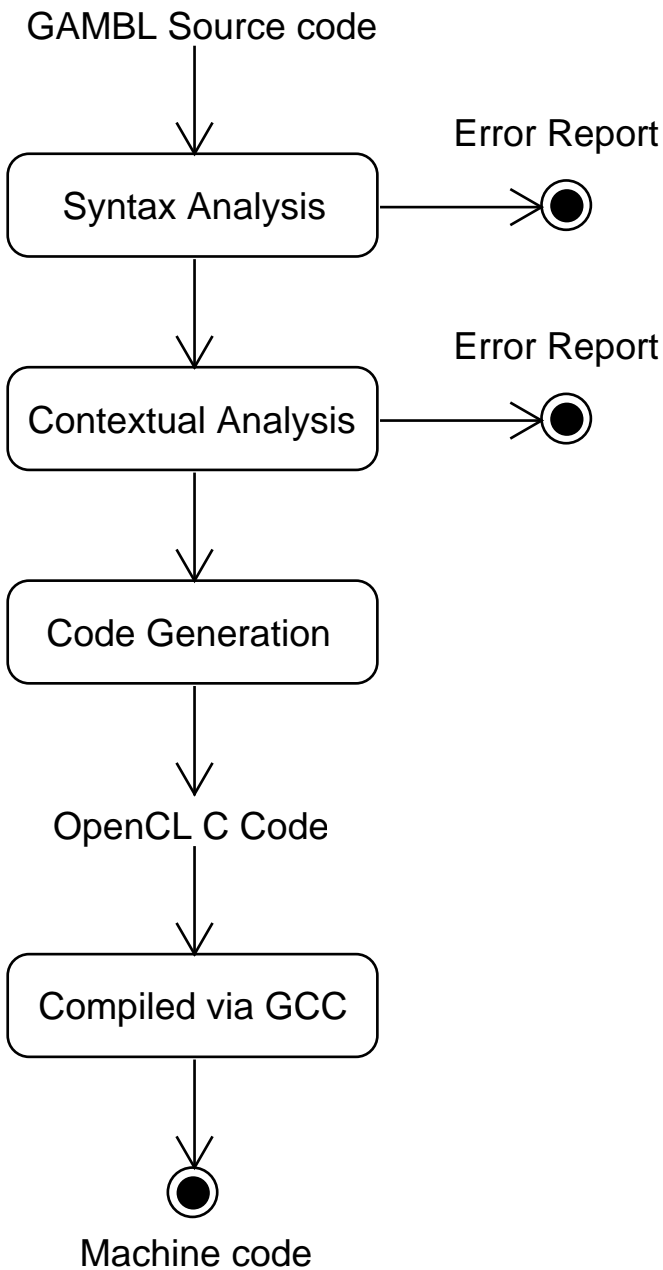 GAMBL Source code
Error Report
Syntax Analysis
Error Report
Contextual Analysis
Code Generation
OpenCL C Code
Compiled via GCC
Machine code